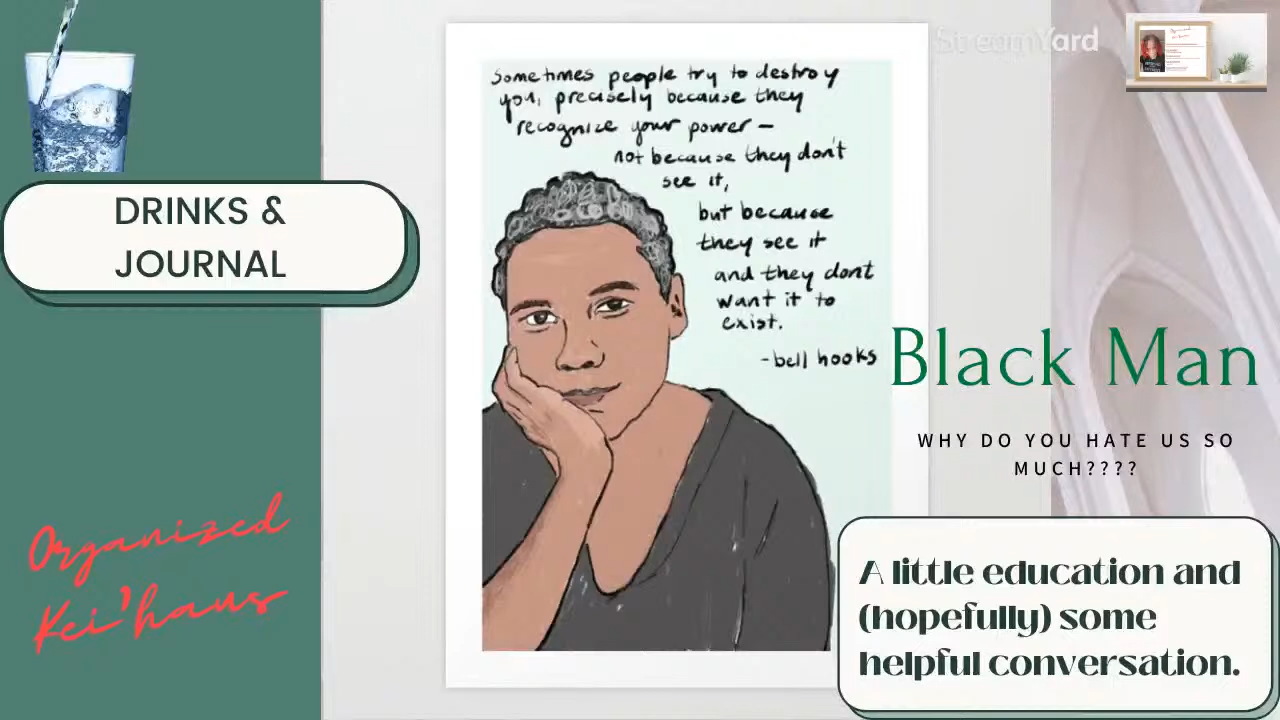 StreamYard
DRINKS &
JOURNAL
Organized
Kei'haus
sometimes people try to destroy
you, precisely because they
recognize your power –
not because they don't
see it,
but because
they see it
and they dont
want it to
exist.
-bell hooks
Black Man
WHY DO YOU HATE US SO
MUCH????
A little education and
(hopefully) some
helpful conversation.